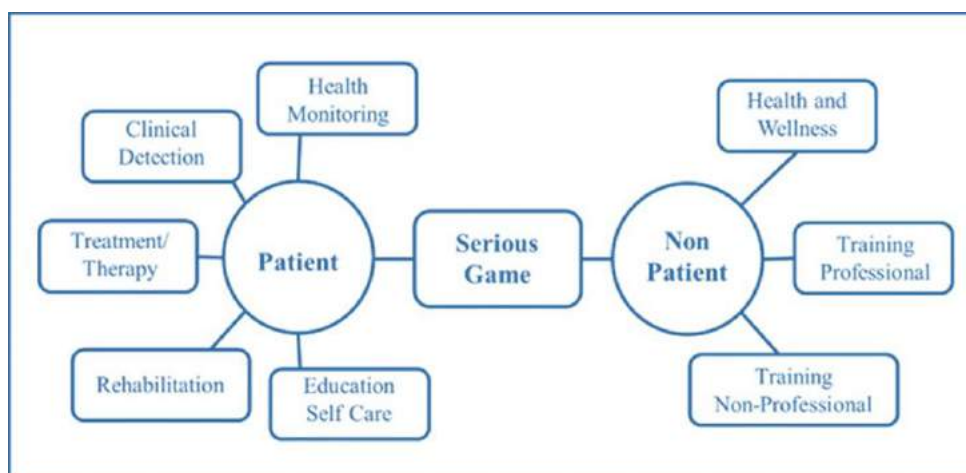 Health
Monitoring
Clinical
Detection
Treatment/
Therapy
Rehabilitation
Education
Self Care
Patient
Serious
Game
Non
Patient
Health and
Wellness
Training
Professional
Training
Non-Professional